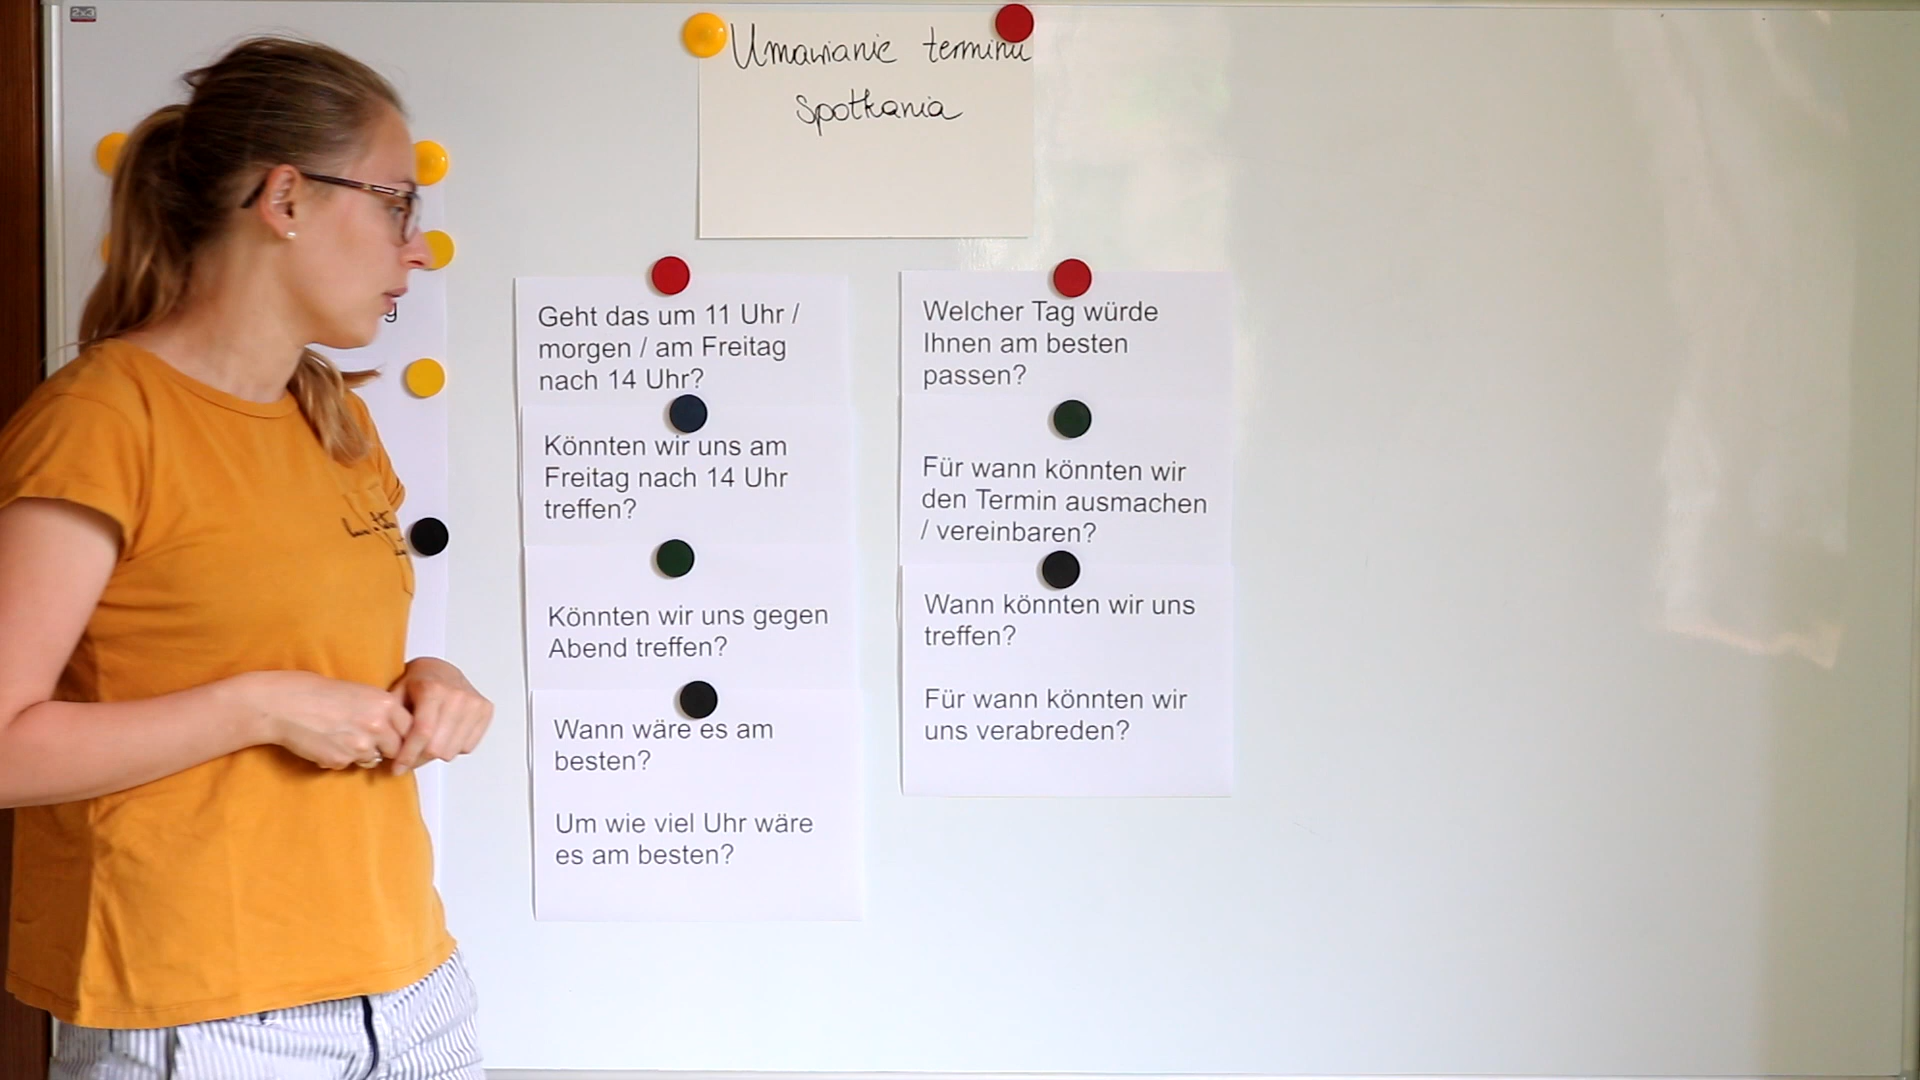 Umawianie terminu
spotkania
Geht das um 11 Uhr /
morgen / am Freitag
nach 14 Uhr?
Könnten wir uns am
Freitag nach 14 Uhr
treffen?
Könnten wir uns gegen
Abend treffen?
Wann wäre es am
besten?
Um wie viel Uhr wäre
es am besten?
Welcher Tag würde
Ihnen am besten
passen?
Für wann könnten wir
den Termin ausmachen
/ vereinbaren?
Wann könnten wir uns
treffen?
Für wann könnten wir
uns verabreden?